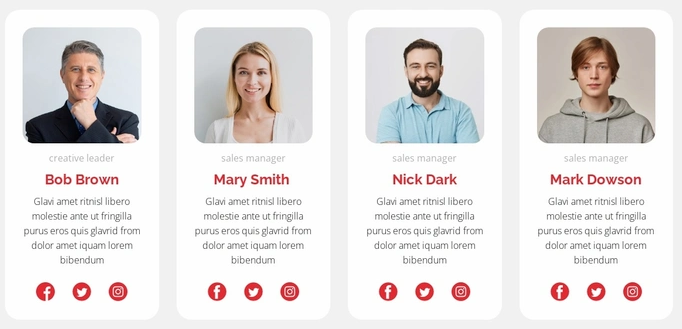 creative leader
Bob Brown
Glavi amet ritnisl libero
molestie ante ut fringilla
purus eros quis glavrid from
dolor amet iquam lorem
bibendum
sales manager
Mary Smith
Glavi amet ritnisl libero
molestie ante ut fringilla
purus eros quis glavrid from
dolor amet iquam lorem
bibendum
sales manager
Nick Dark
Glavi amet ritnisl libero
molestie ante ut fringilla
purus eros quis glavrid from
dolor amet iquam lorem
bibendum
sales manager
Mark Dowson
Glavi amet ritnisl libero
molestie ante ut fringilla
purus eros quis glavrid from
dolor amet iquam lorem
bibendum